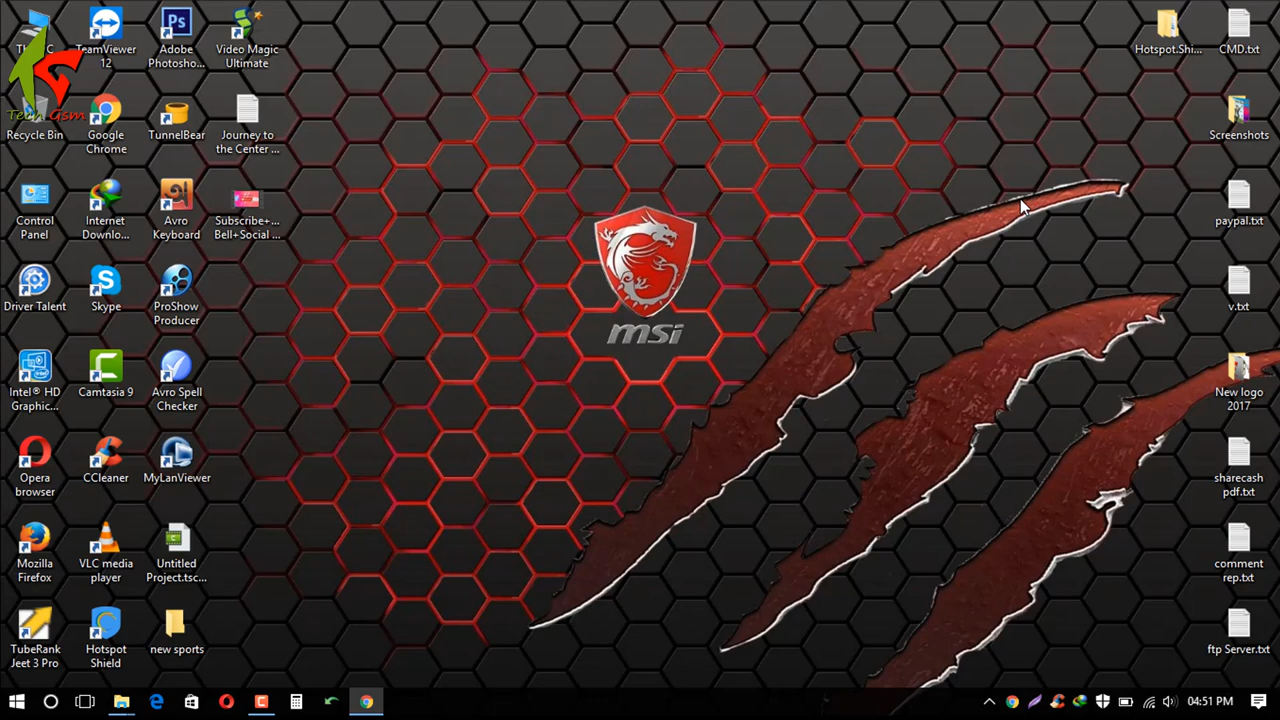 Th
C
Tech Gsm
Recycle Bin
Control
Panel
Driver Talent
Intel® HD
Graphic...
Opera
browser
Mozilla
Firefox
TubeRank
Jeet 3 Pro
TeamViewer
12
Google
Chrome
Internet
Downlo...
Skype
Camtasia 9
CCleaner
VLC media
player
Hotspot
Shield
Ps
Adobe
Photosho...
TunnelBear
Avro
Keyboard
ProShow
Producer
Avro Spell
Checker
MyLanViewer
Untitled
Project.tsc...
new sports
Video Magic
Ultimate
Journey to
the Center ...
Subscribe+...
Bell+Social ...
msi
Hotspot.Shi...
CMD.txt
Screenshots
paypal.txt
v.txt
New logo
2017
sharecash
pdf.txt
comment
rep.txt
ftp Server.txt
04:51 PM